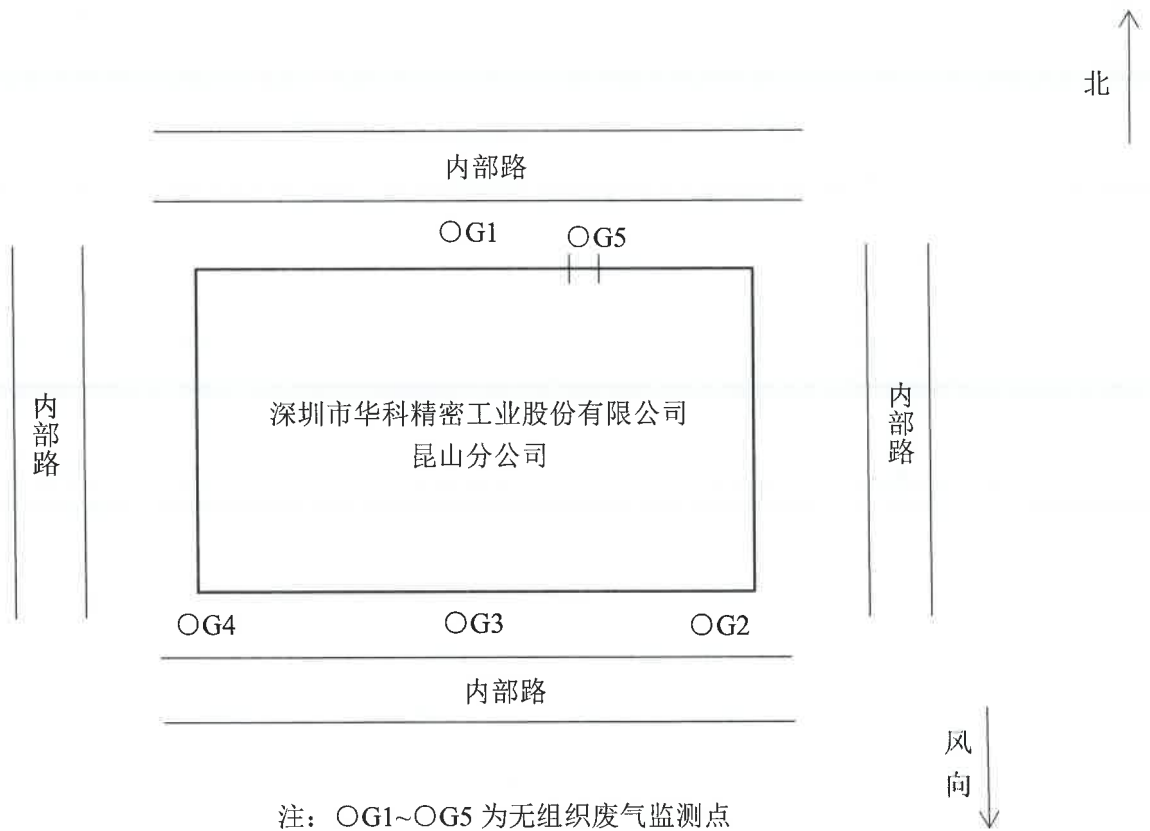 北
内部路
○G1
○G5
内部路
深圳市华科精密工业股份有限公司
昆山分公司
内部路
○G4
○G3
○G2
内部路
风向
注：○G1~○G5 为无组织废气监测点